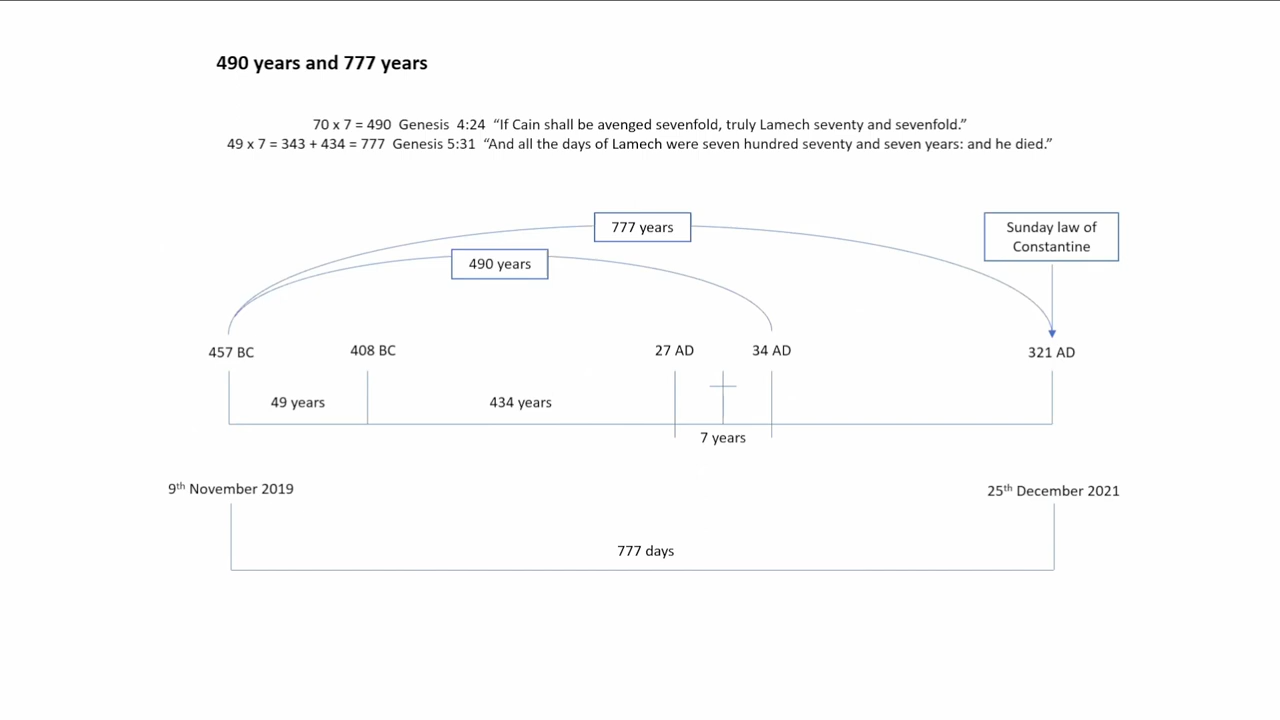 490 years and 777 years
70 x 7 = 490  Genesis  4:24  “If Cain shall be avenged sevenfold, truly Lamech seventy and sevenfold.”
49 x 7 = 343 + 434 = 777  Genesis 5:31  “And all the days of Lamech were seven hundred seventy and seven years: and he died.”
777 years
Sunday law of
Constantine
490 years
457 BC
408 BC
27 AD
34 AD
321 AD
49 years
434 years
7 years
9th November 2019
25th December 2021
777 days